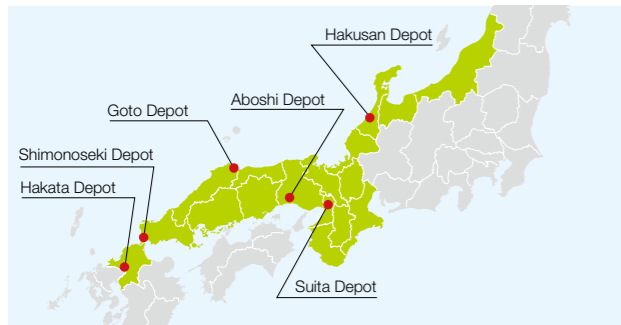 Hakusan Depot
Aboshi Depot
Goto Depot
Shimonoseki Depot
Hakata Depot
Suita Depot